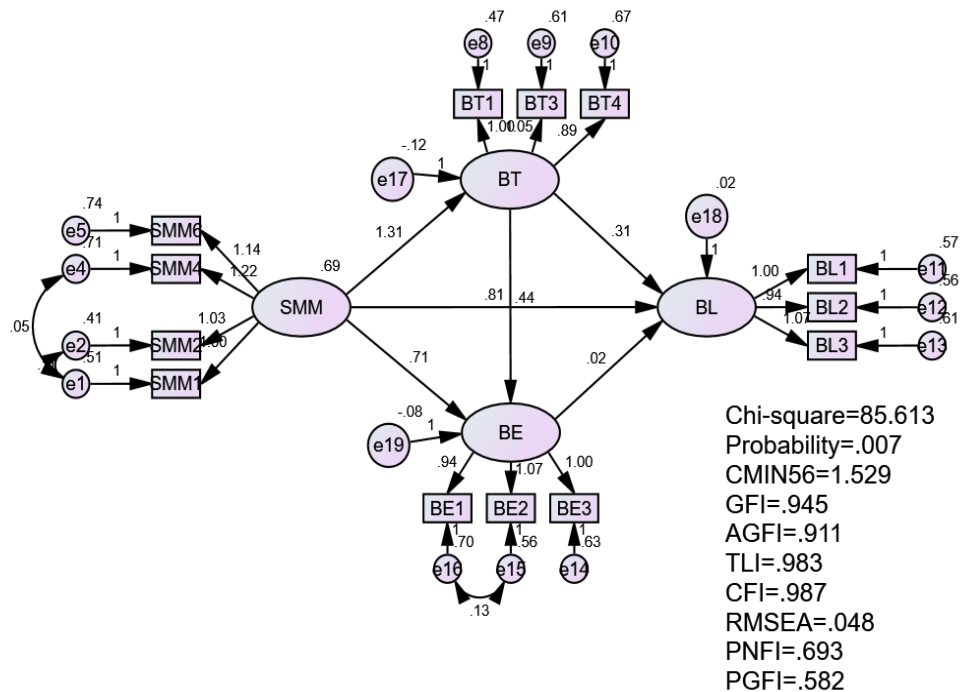 .47 .61 .67
e8 e9 e10
1 1 1
BT1 BT3 BT4
1.00 1.05 .89
-.12
e17 1 BT
.02
e18
.74
e5 1 SMM6
.71
e4 1 SMM4
1.14
1.22
1.31 .31 1
.69
SMM .81 .44 BL
1.00 BL1 1 e11 .57
.94 BL2 1 e12 .56
1.07 BL3 1 e13 .61
.05
.41
e2 1 SMM2 1.03
.51
e1 1 SMM1
.71 .02
-.08
e19 1 BE
.94 1.07 1.00
BE1 BE2 BE3
1 1 1
.70 .56 .63
e16 e15 e14
.13
Chi-square=85.613
Probability=.007
CMIN56=1.529
GFI=.945
AGFI=.911
TLI=.983
CFI=.987
RMSEA=.048
PNFI=.693
PGFI=.582